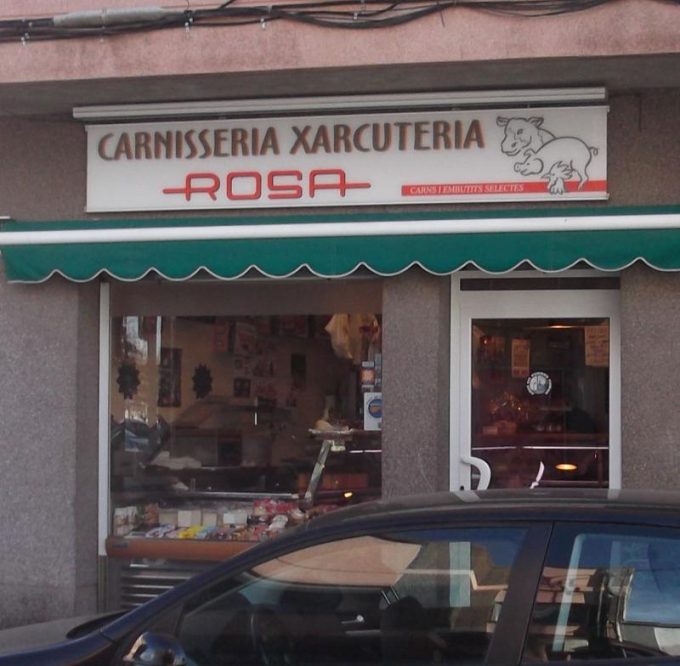 CARNISSERIA XARCUTERIA
ROSA
CARNS I EMBUTITS SELECTES